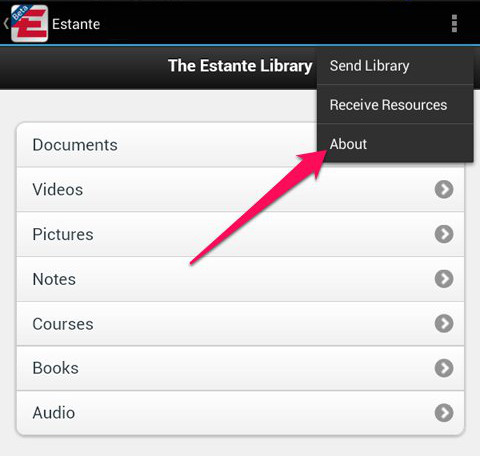 Beta
Estante
The Estante Library
Send Library
Receive Resources
About
Documents
Videos
Pictures
Notes
Courses
Books
Audio